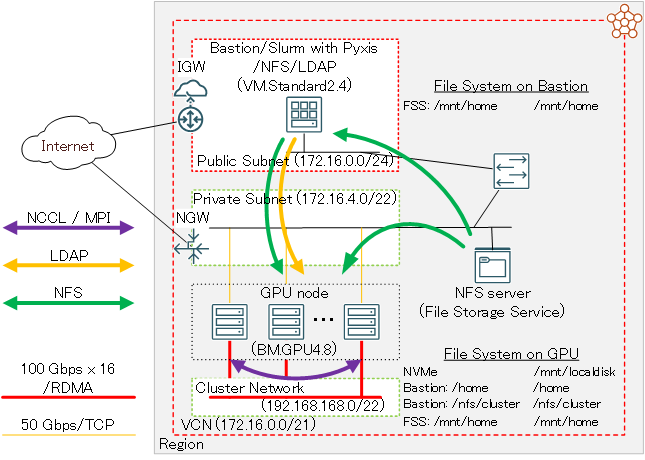 Bastion/Slurm with Pyxis
/NFS/LDAP
(VM.Standard2.4)
IGW
File System on Bastion
FSS: /mnt/home /mnt/home
Internet
Public Subnet (172.16.0.0/24)
Private Subnet (172.16.4.0/22)
NGW
NCCL / MPI
LDAP
NFS
GPU node
...
(BM.GPU4.8)
NFS server
(File Storage Service)
File System on GPU
NVMe /mnt/localdisk
Bastion: /home /home
Bastion: /nfs/cluster /nfs/cluster
FSS: /mnt/home /mnt/home
100 Gbps × 16
/RDMA
50 Gbps/TCP
Cluster Network
(192.168.168.0/22)
VCN (172.16.0.0/21)
Region